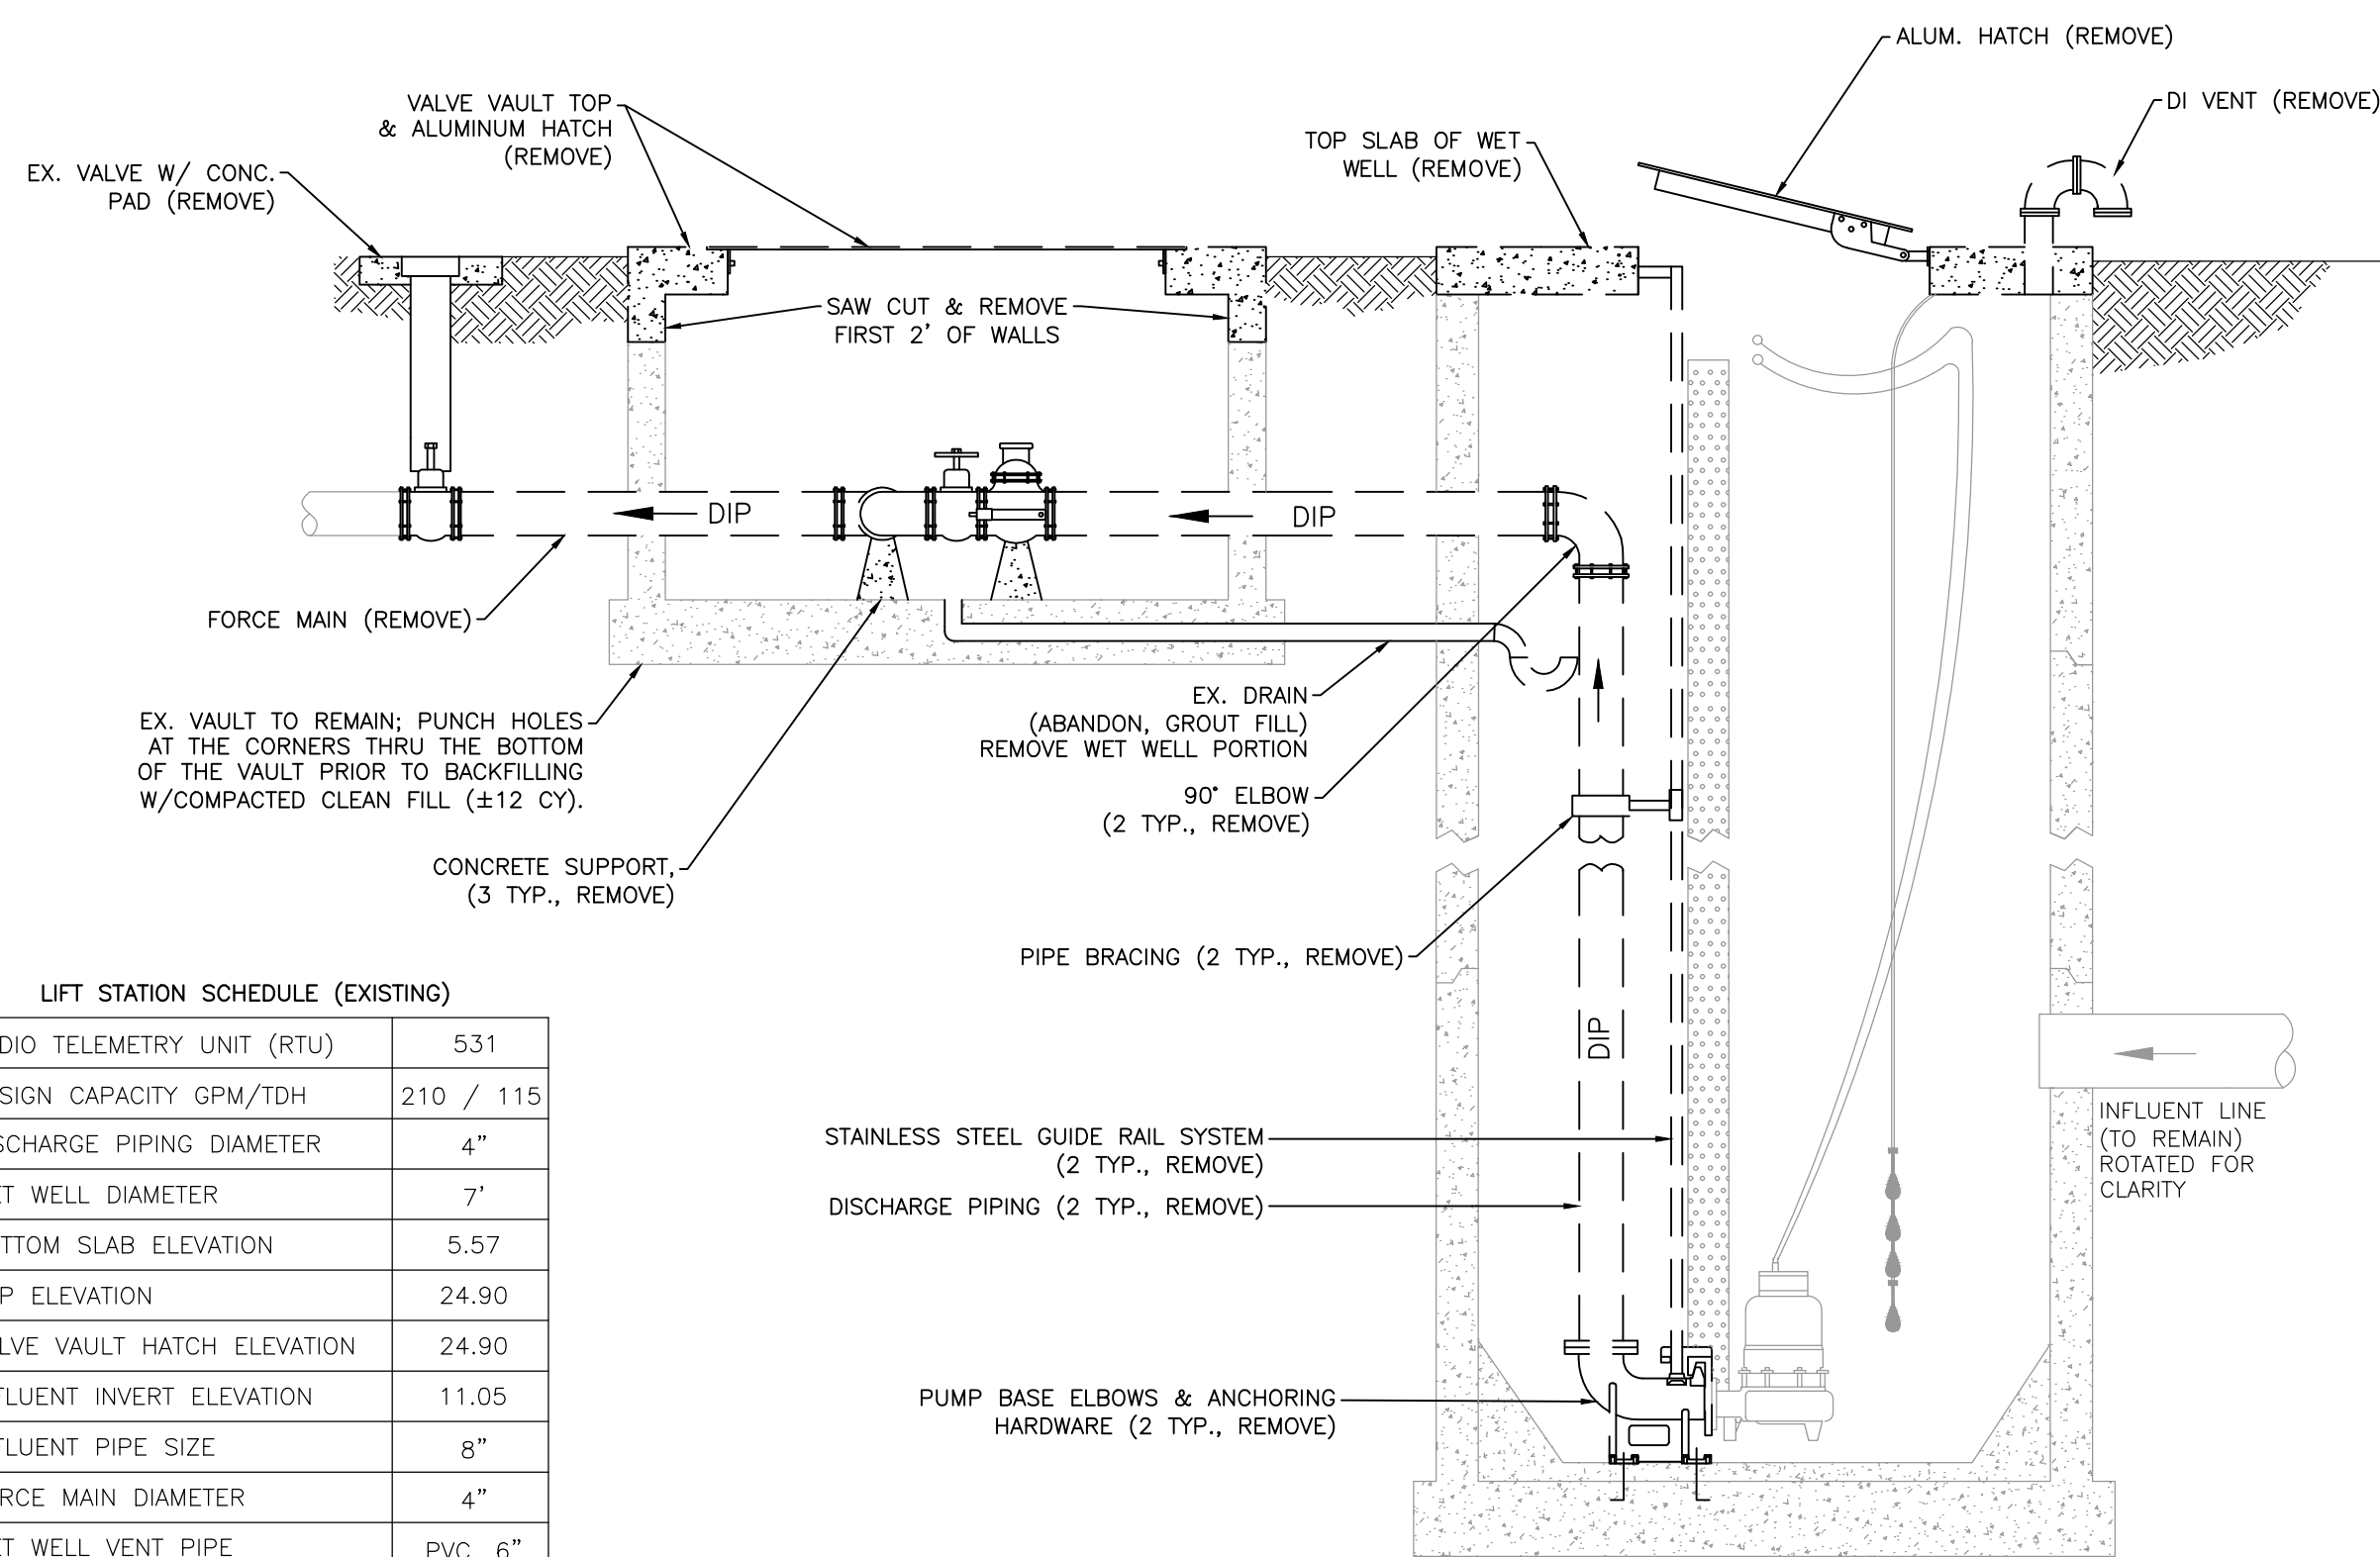 ALUM. HATCH (REMOVE)
DI VENT (REMOVE)
VALVE VAULT TOP
& ALUMINUM HATCH
(REMOVE)
TOP SLAB OF WET
WELL (REMOVE)
EX. VALVE W/ CONC.
PAD (REMOVE)
SAW CUT & REMOVE
FIRST 2' OF WALLS
DIP
DIP
FORCE MAIN (REMOVE)
EX. VAULT TO REMAIN; PUNCH HOLES
AT THE CORNERS THRU THE BOTTOM
OF THE VAULT PRIOR TO BACKFILLING
W/COMPACTED CLEAN FILL (±12 CY).
EX. DRAIN
(ABANDON, GROUT FILL)
REMOVE WET WELL PORTION
90° ELBOW
(2 TYP., REMOVE)
CONCRETE SUPPORT,
(3 TYP., REMOVE)
PIPE BRACING (2 TYP., REMOVE)
DIP
STAINLESS STEEL GUIDE RAIL SYSTEM
(2 TYP., REMOVE)
DISCHARGE PIPING (2 TYP., REMOVE)
INFLUENT LINE
(TO REMAIN)
ROTATED FOR
CLARITY
PUMP BASE ELBOWS & ANCHORING
HARDWARE (2 TYP., REMOVE)
LIFT STATION SCHEDULE (EXISTING)
DIO TELEMETRY UNIT (RTU) 531
SIGN CAPACITY GPM/TDH 210 / 115
SCHARGE PIPING DIAMETER 4"
ET WELL DIAMETER 7'
TTOM SLAB ELEVATION 5.57
P ELEVATION 24.90
LVE VAULT HATCH ELEVATION 24.90
FLUENT INVERT ELEVATION 11.05
FLUENT PIPE SIZE 8"
RCE MAIN DIAMETER 4"
ET WELL VENT PIPE PVC, 6"